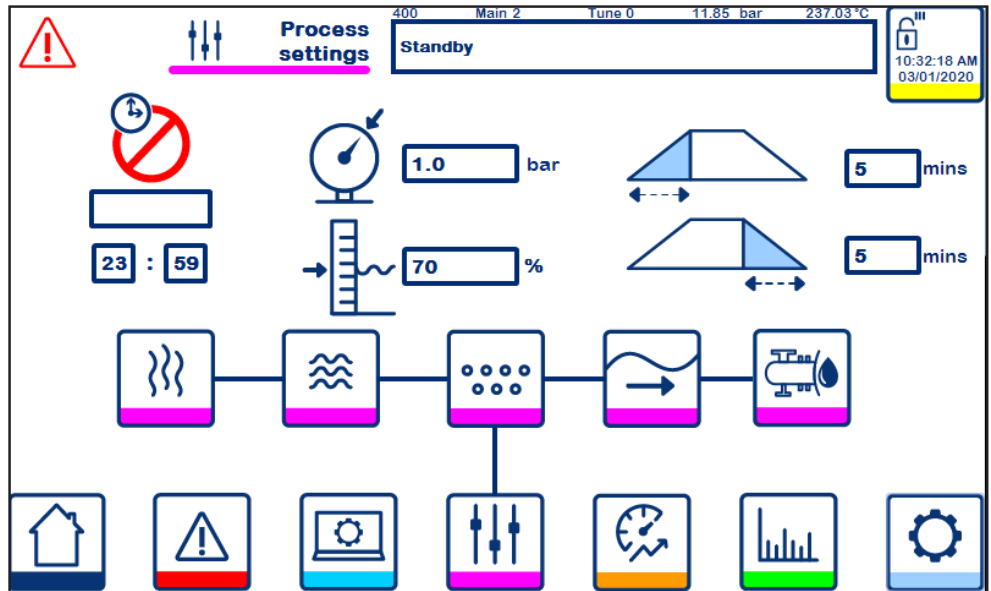 400 Main 2 Tune 0 11.85 bar 237.03 °C
Process
settings
Standby
10:32:18 AM
03/01/2020
1.0 bar
5 mins
23 : 59
70 %
5 mins